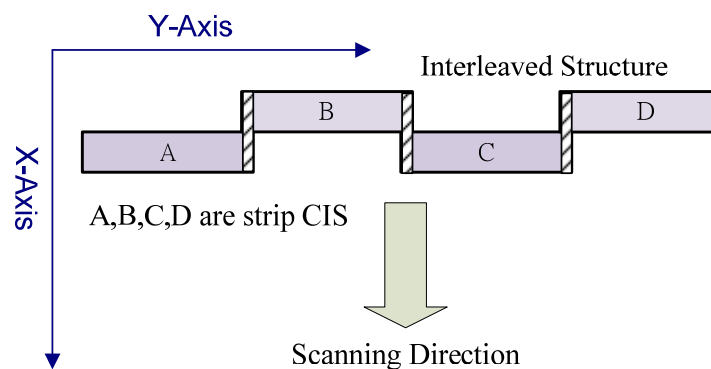 Y-Axis
Interleaved Structure
B
D
A
C
X-Axis
A,B,C,D are strip CIS
Scanning Direction